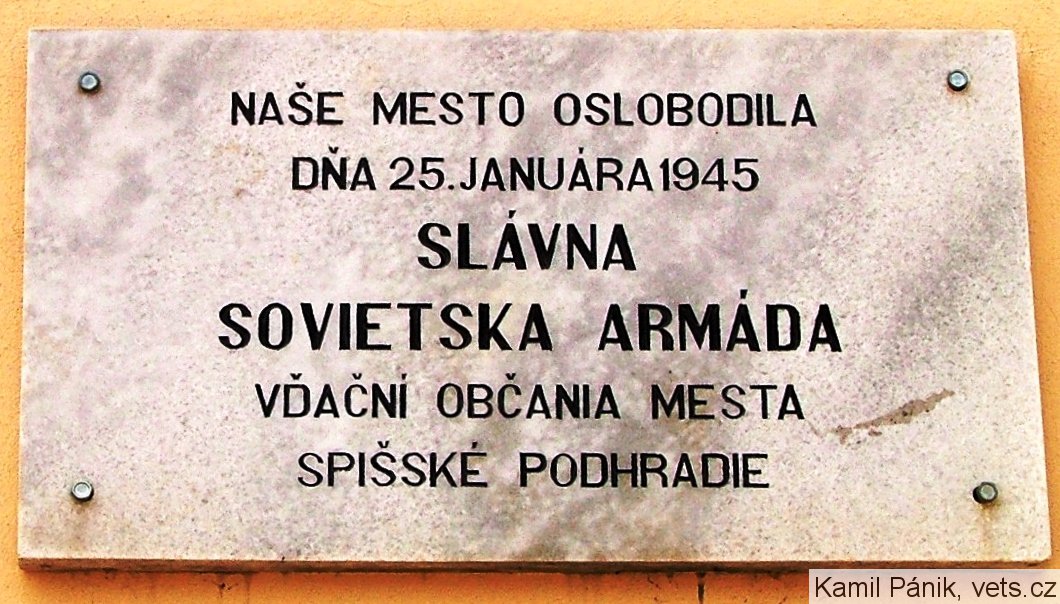 NAŠE MESTO OSLOBODILA
DŇA 25. JANUÁRA 1945
SLÁVNA
SOVIETSKA ARMÁDA
VĎAČNÍ OBČANIA MESTA
SPIŠSKÉ PODHRADIE
Kamil Pánik, vets.cz